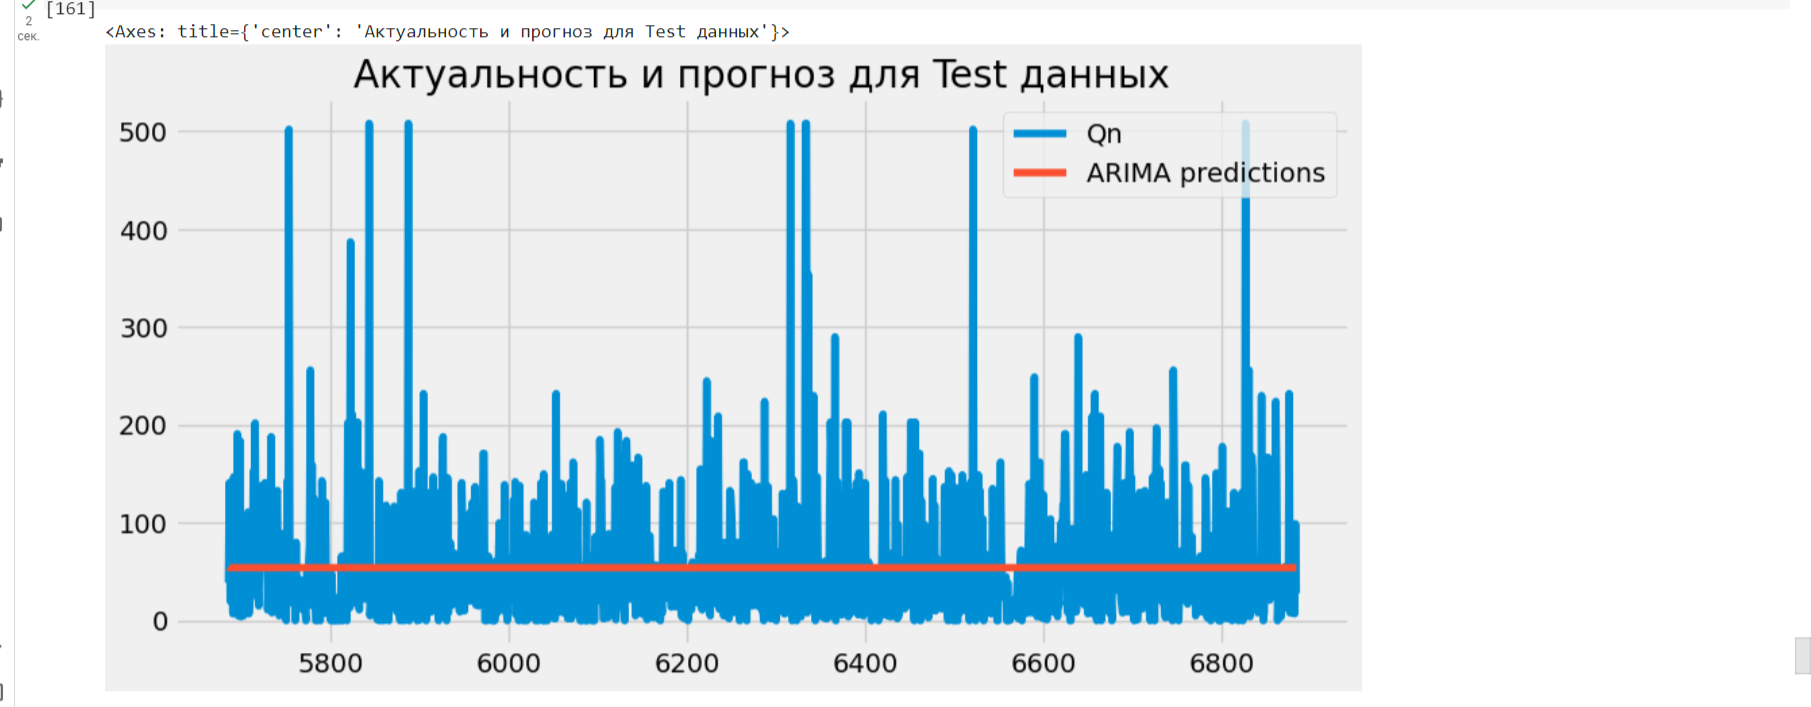 [161]
2
сек.
<Axes: title={'center': 'Актуальность и прогноз для Test данных'}>
Актуальность и прогноз для Test данных
500
400
300
200
100
0
Qn
ARIMA predictions
5800 6000 6200 6400 6600 6800